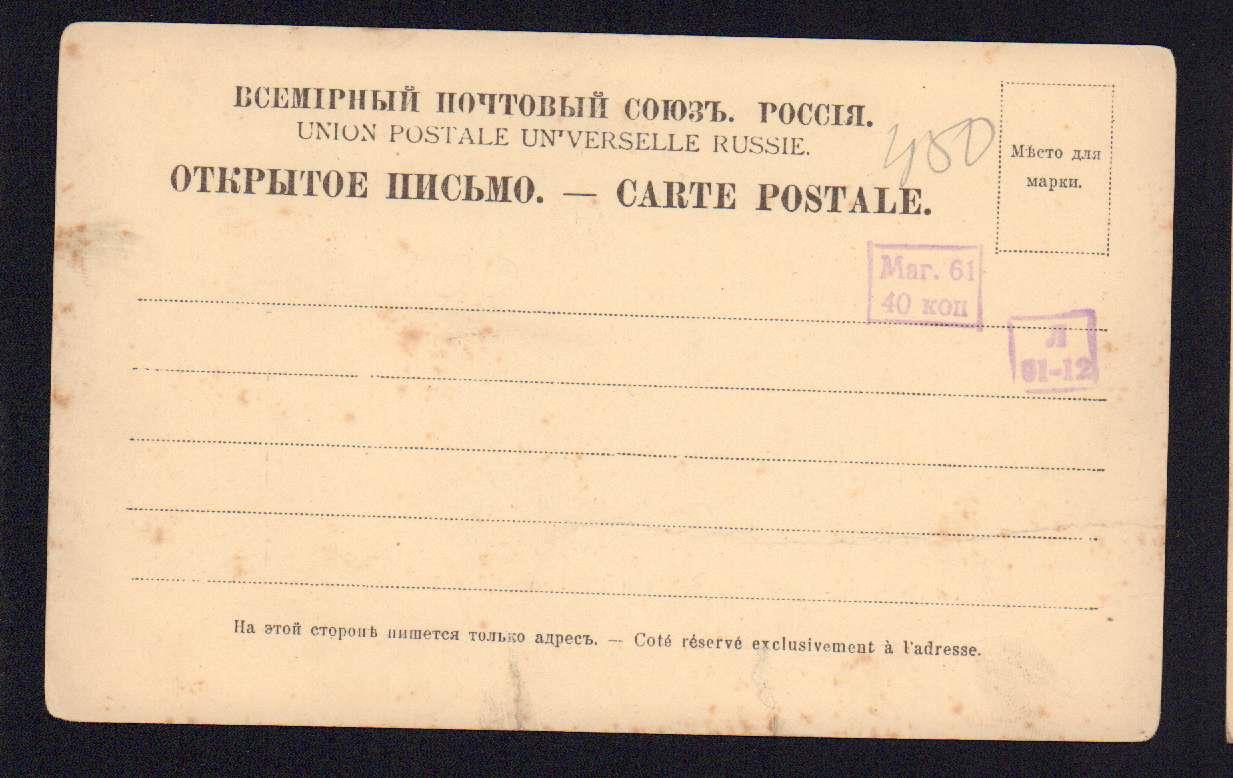 ВСЕМІРНЫЙ ПОЧТОВЫЙ СОЮЗЪ. РОССІЯ.
UNION POSTALE UN'VERSELLE RUSSIE.
ОТКРЫТОЕ ПИСЬМО. — CARTE POSTALE.
450
Мѣсто для
марки.
Маг. 61
40 коп
Л
61-12
На этой сторонѣ пишется только адресъ. — Coté réservé exclusivement à l'adresse.